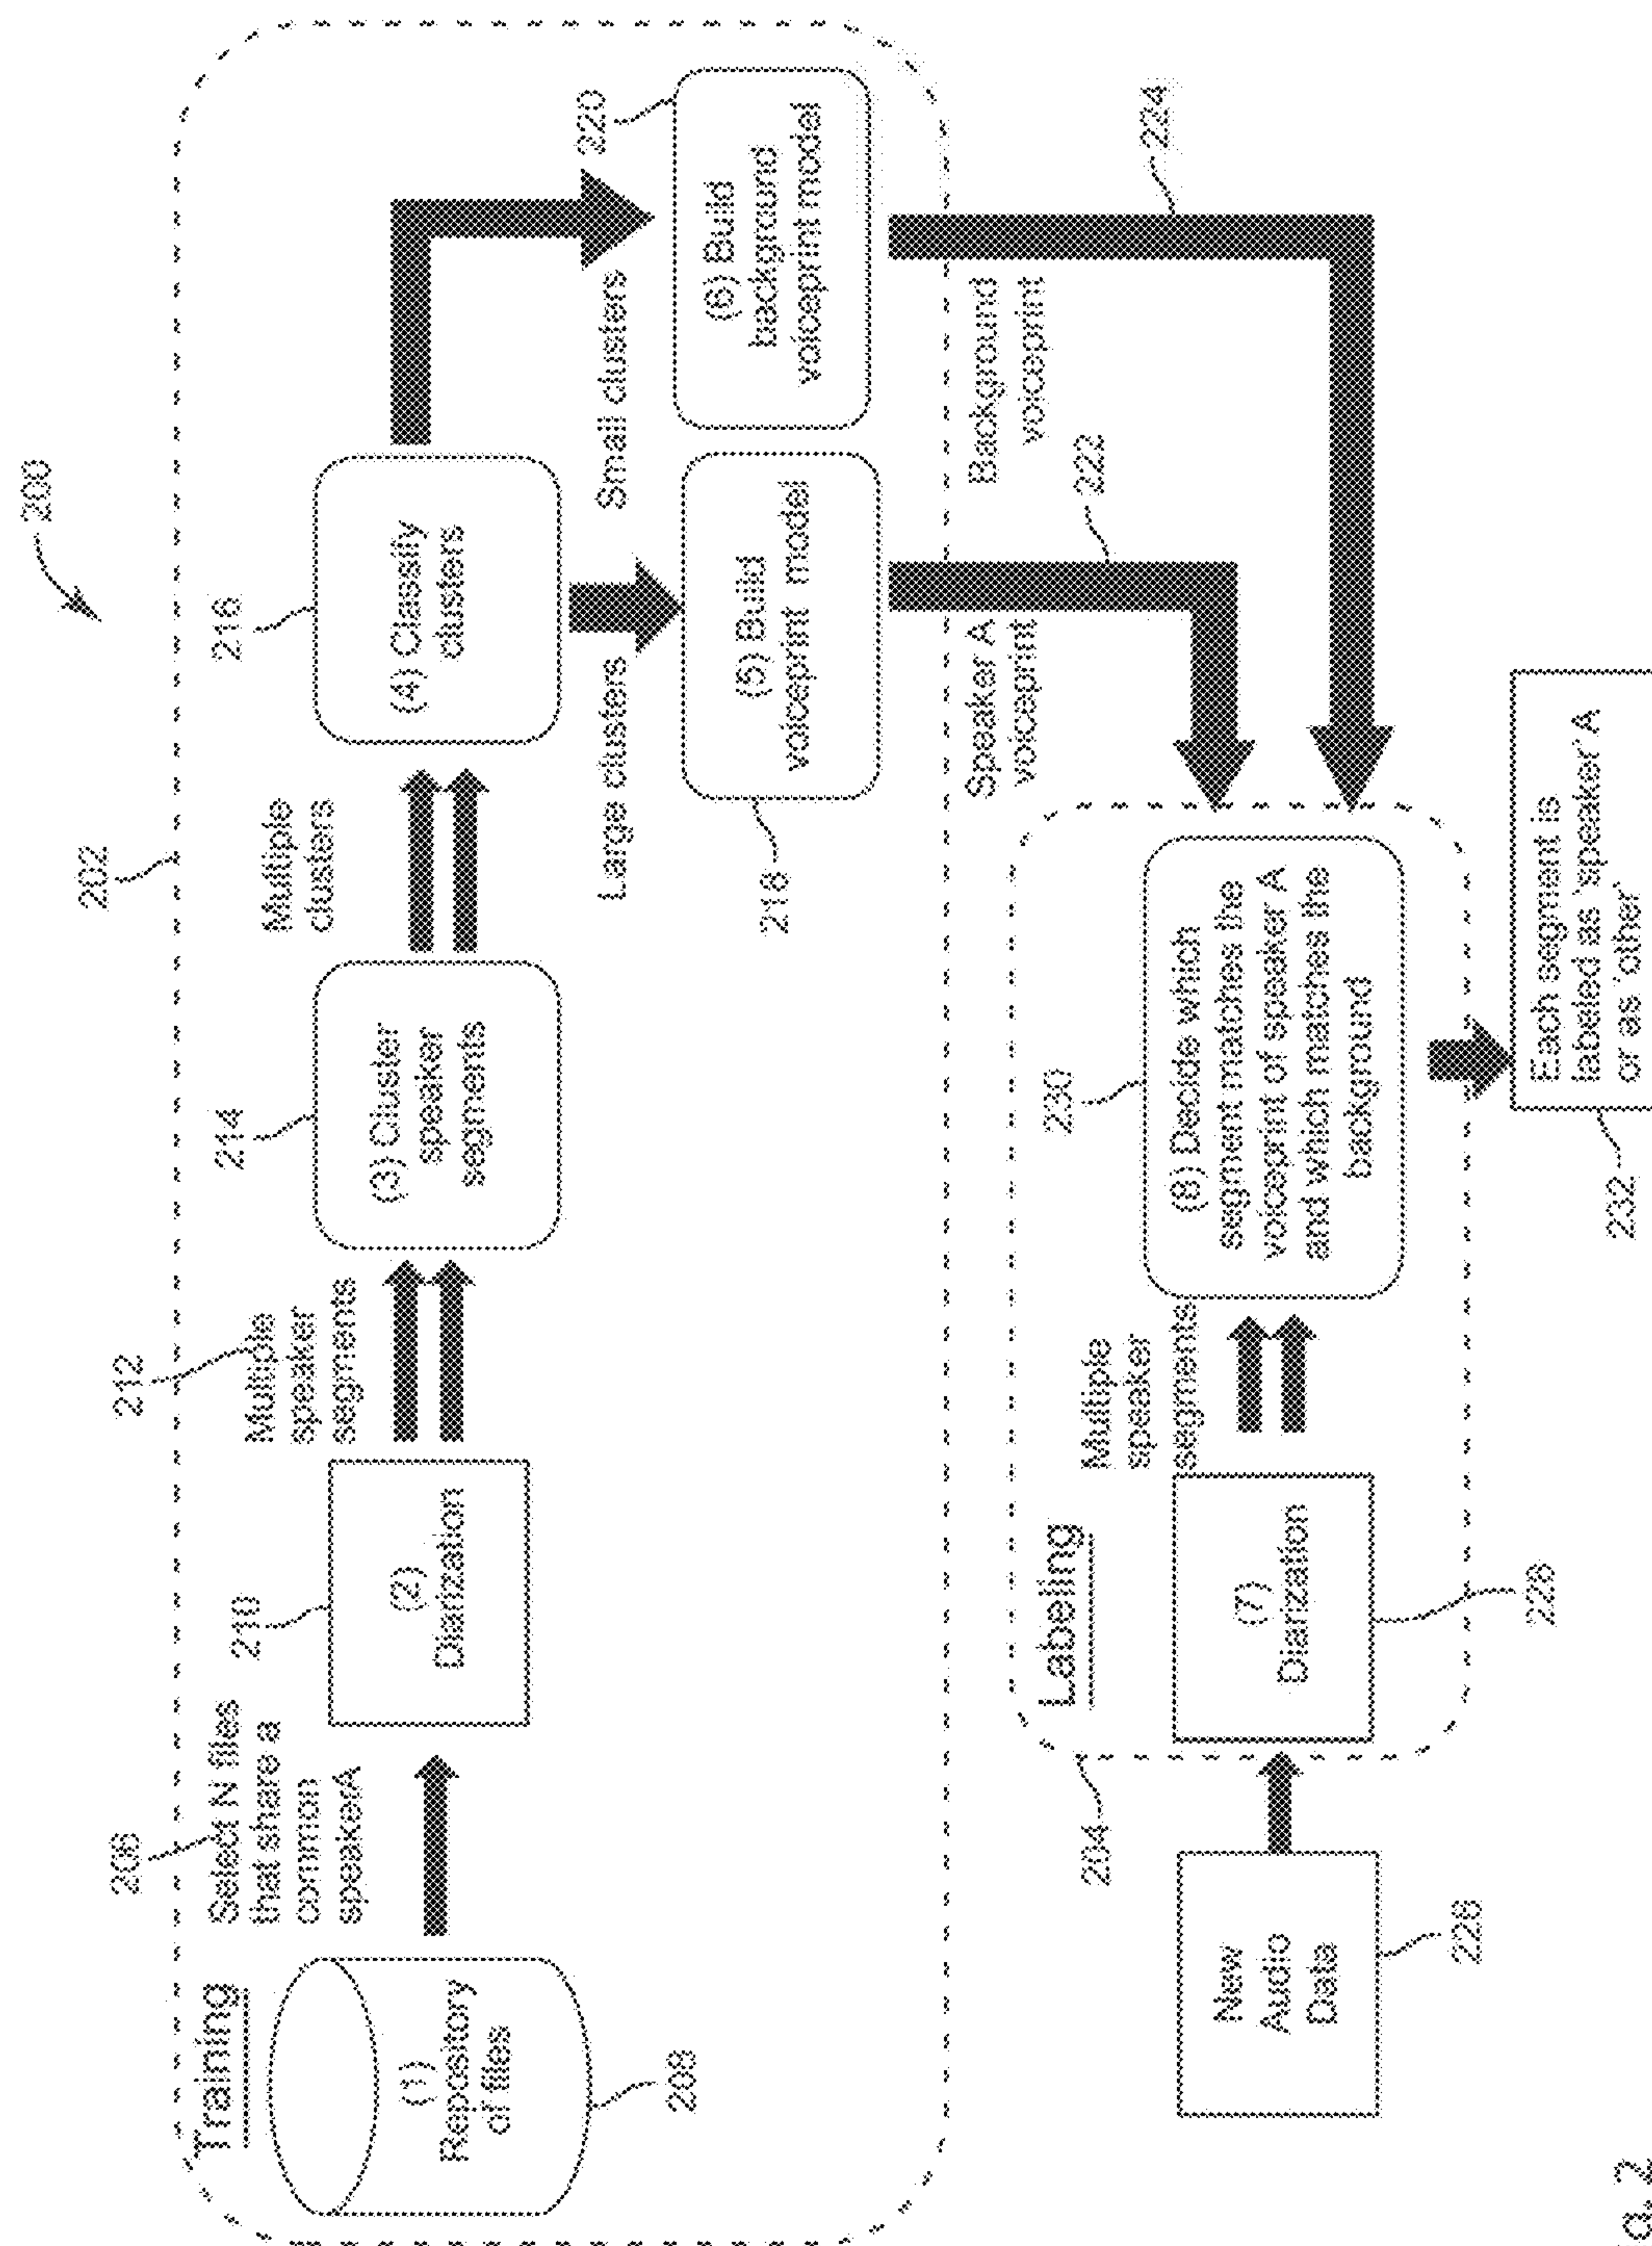 200
202
Training
206
Select N files
that share a
common
speakerA
(1)
Repository
of files
208
210
(2)
Diarization
212
Multiple
speaker
segments
214
(3) Cluster
speaker
segments
Multiple
clusters
216
(4) Classify
clusters
Large clusters
Small clusters
218
(5) Build
voiceprint model
220
(6) Build
background
voiceprint model
Speaker A
voiceprint
222
Background
voiceprint
224
204
Labeling
New
Audio
Data
(7)
Diarization
228
Multiple
speaker
segments
230
(8) Decide which
segment matches the
voiceprint of speaker A
and which matches the
background
232
Each segment is
labeled as 'speaker' A
or as 'other'
g. 2